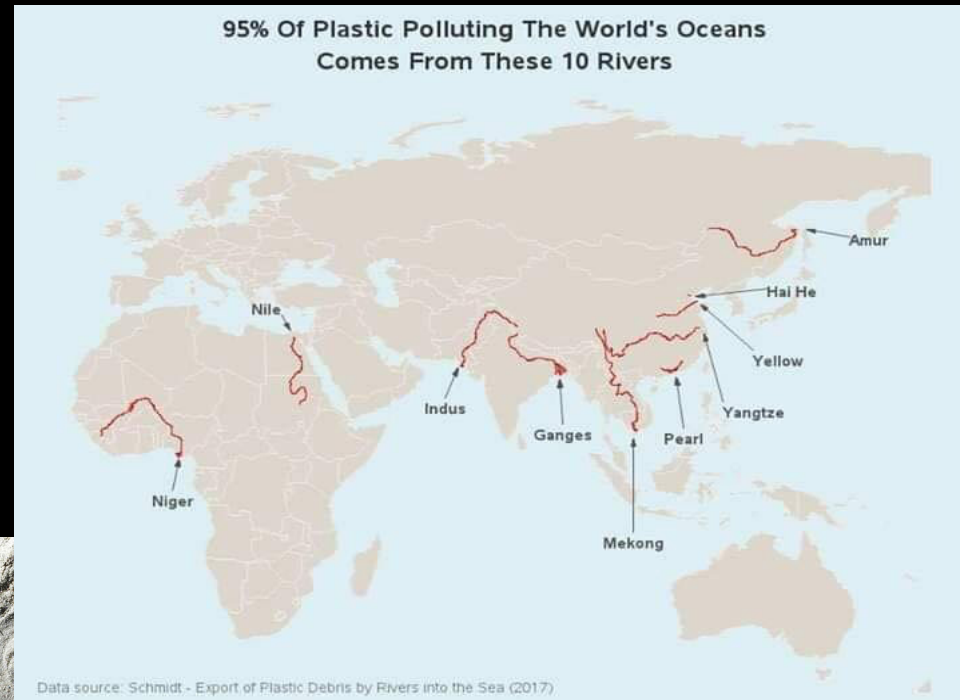 95% Of Plastic Polluting The World's Oceans
Comes From These 10 Rivers
Amur
Hai He
Nile
Yellow
Indus
Yangtze
Ganges
Pearl
Niger
Mekong
Data source: Schmidt - Export of Plastic Debris by Rivers into the Sea (2017)